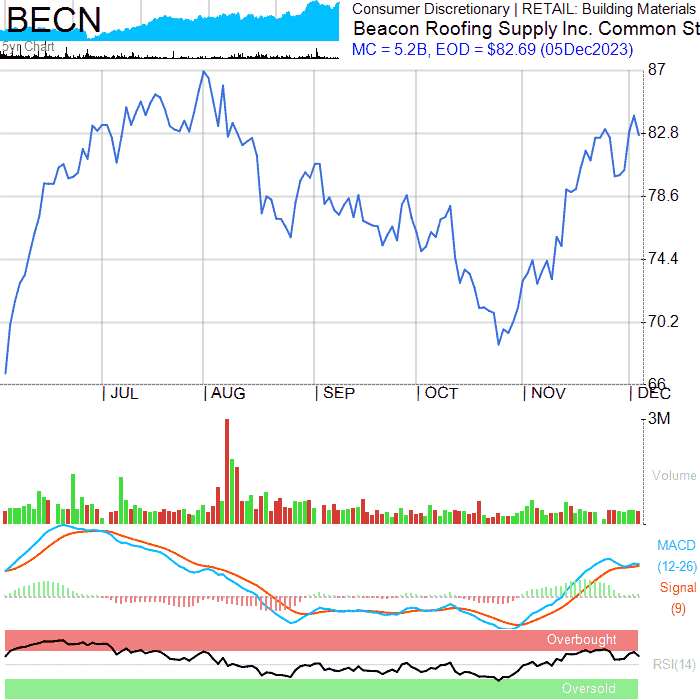 BECN
5yr Chart
Consumer Discretionary | RETAIL: Building Materials
Beacon Roofing Supply Inc. Common St
MC = 5.2B, EOD = $82.69 (05Dec2023)
87
82.8
78.6
74.4
70.2
66
| JUL | AUG | SEP | OCT | NOV | DEC
3M
Volume
MACD
(12-26)
Signal
(9)
Overbought
RSI(14)
Oversold